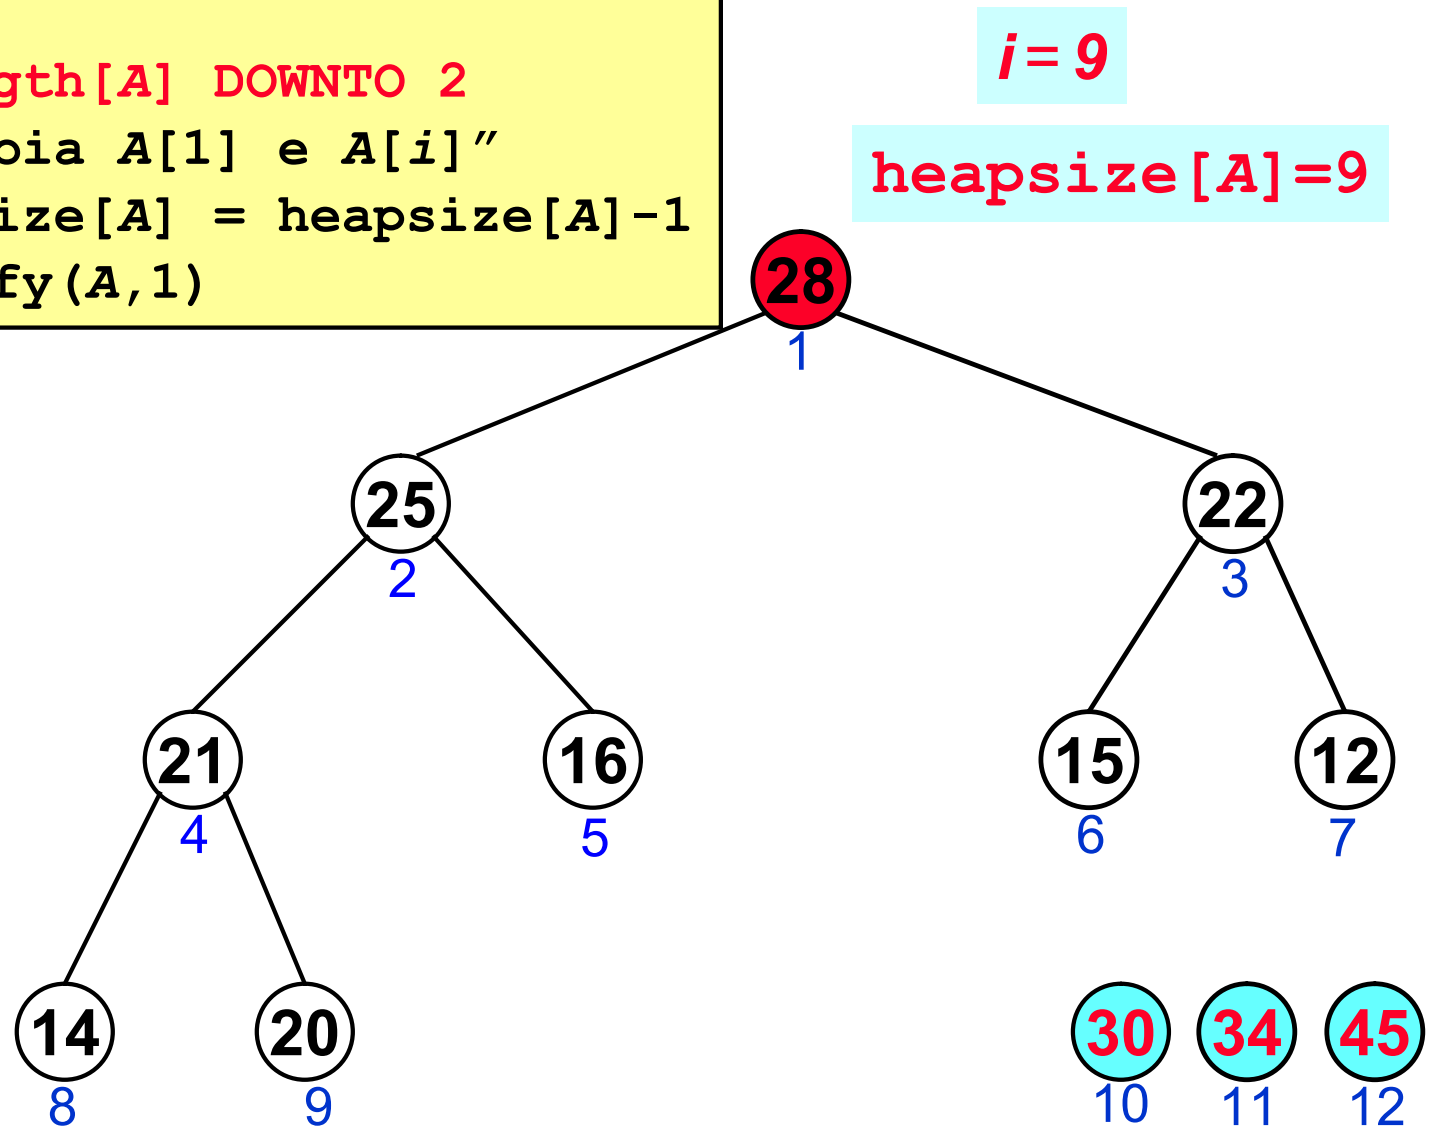 gth[A] DOWNTO 2
oia A[1] e A[i]”
ize[A] = heapsize[A]-1
fy(A,1)
i = 9
heapsize[A]=9
28
1
25 22
2 3
21 16 15 12
4 5 6 7
14 20 30 34 45
8 9 10 11 12